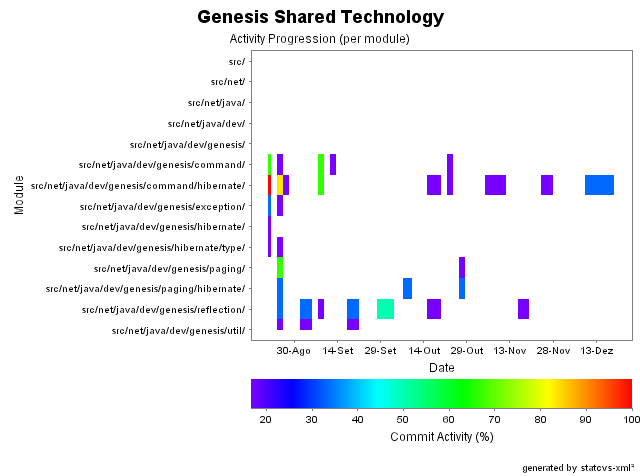 Genesis Shared Technology
Activity Progression (per module)
src/
src/net/
src/net/java/
src/net/java/dev/
src/net/java/dev/genesis/
src/net/java/dev/genesis/command/
src/net/java/dev/genesis/command/hibernate/
src/net/java/dev/genesis/exception/
src/net/java/dev/genesis/hibernate/
src/net/java/dev/genesis/hibernate/type/
src/net/java/dev/genesis/paging/
src/net/java/dev/genesis/paging/hibernate/
src/net/java/dev/genesis/reflection/
src/net/java/dev/genesis/util/
Module
30-Ago 14-Set 29-Set 14-Out 29-Out 13-Nov 28-Nov 13-Dez
Date
20 30 40 50 60 70 80 90 100
Commit Activity (%)
generated by statcvs-xml²